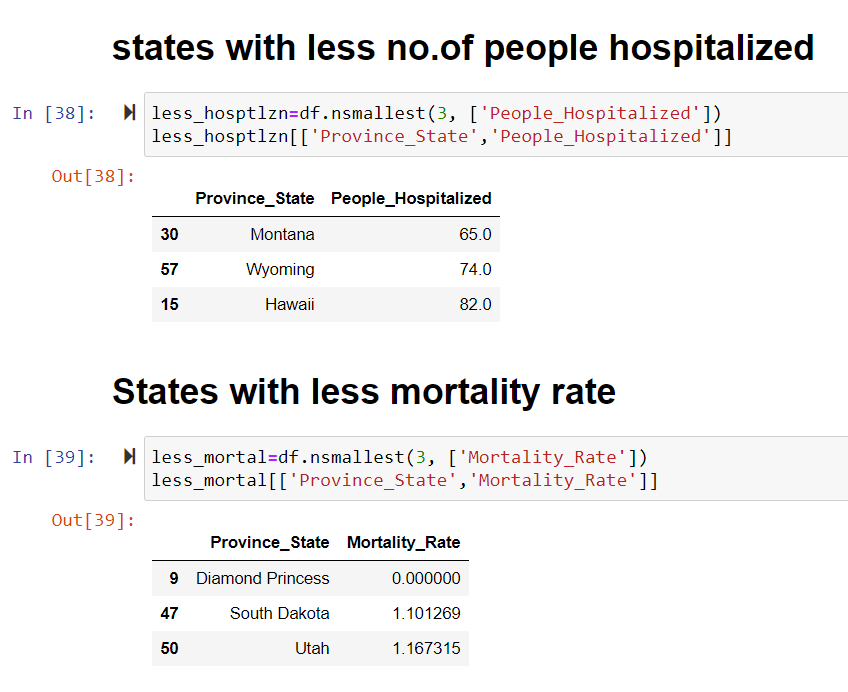 states with less no.of people hospitalized
In [38]: less_hosptlzn=df.nsmallest(3, ['People_Hospitalized'])
less_hosptlzn[['Province_State','People_Hospitalized']]
Out[38]:
Province_State People_Hospitalized
30 Montana 65.0
57 Wyoming 74.0
15 Hawaii 82.0
States with less mortality rate
In [39]: less_mortal=df.nsmallest(3, ['Mortality_Rate'])
less_mortal[['Province_State','Mortality_Rate']]
Out[39]:
Province_State Mortality_Rate
9 Diamond Princess 0.000000
47 South Dakota 1.101269
50 Utah 1.167315